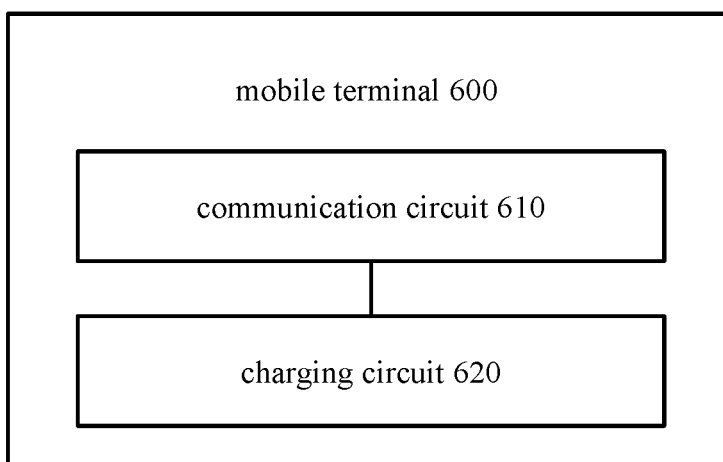 mobile terminal 600
communication circuit 610
charging circuit 620